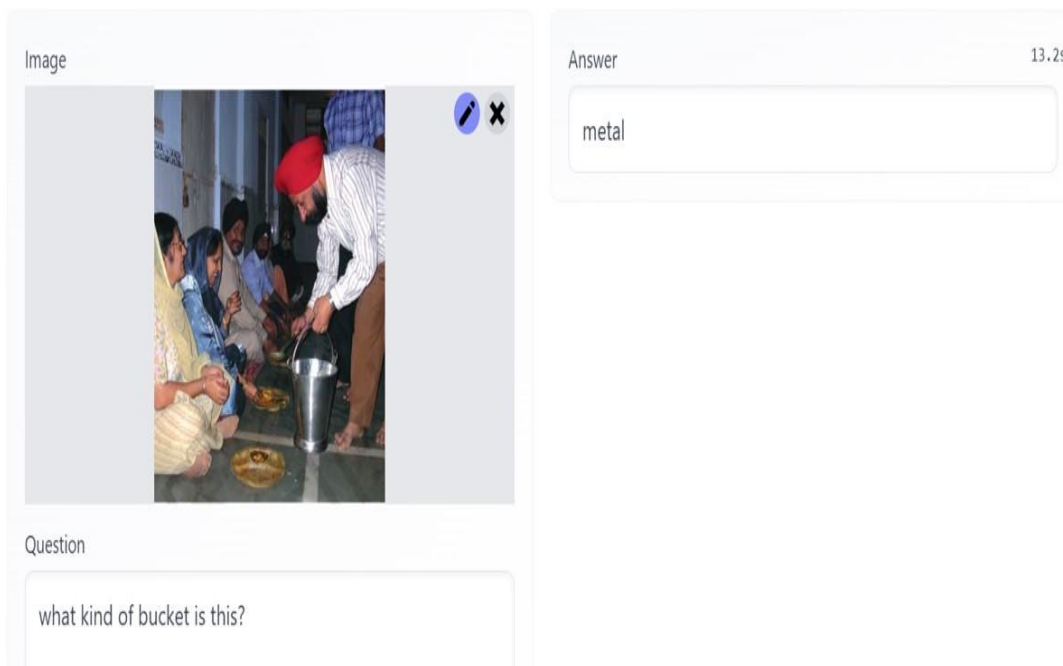 Image
Question
what kind of bucket is this?
Answer
13.2s
metal